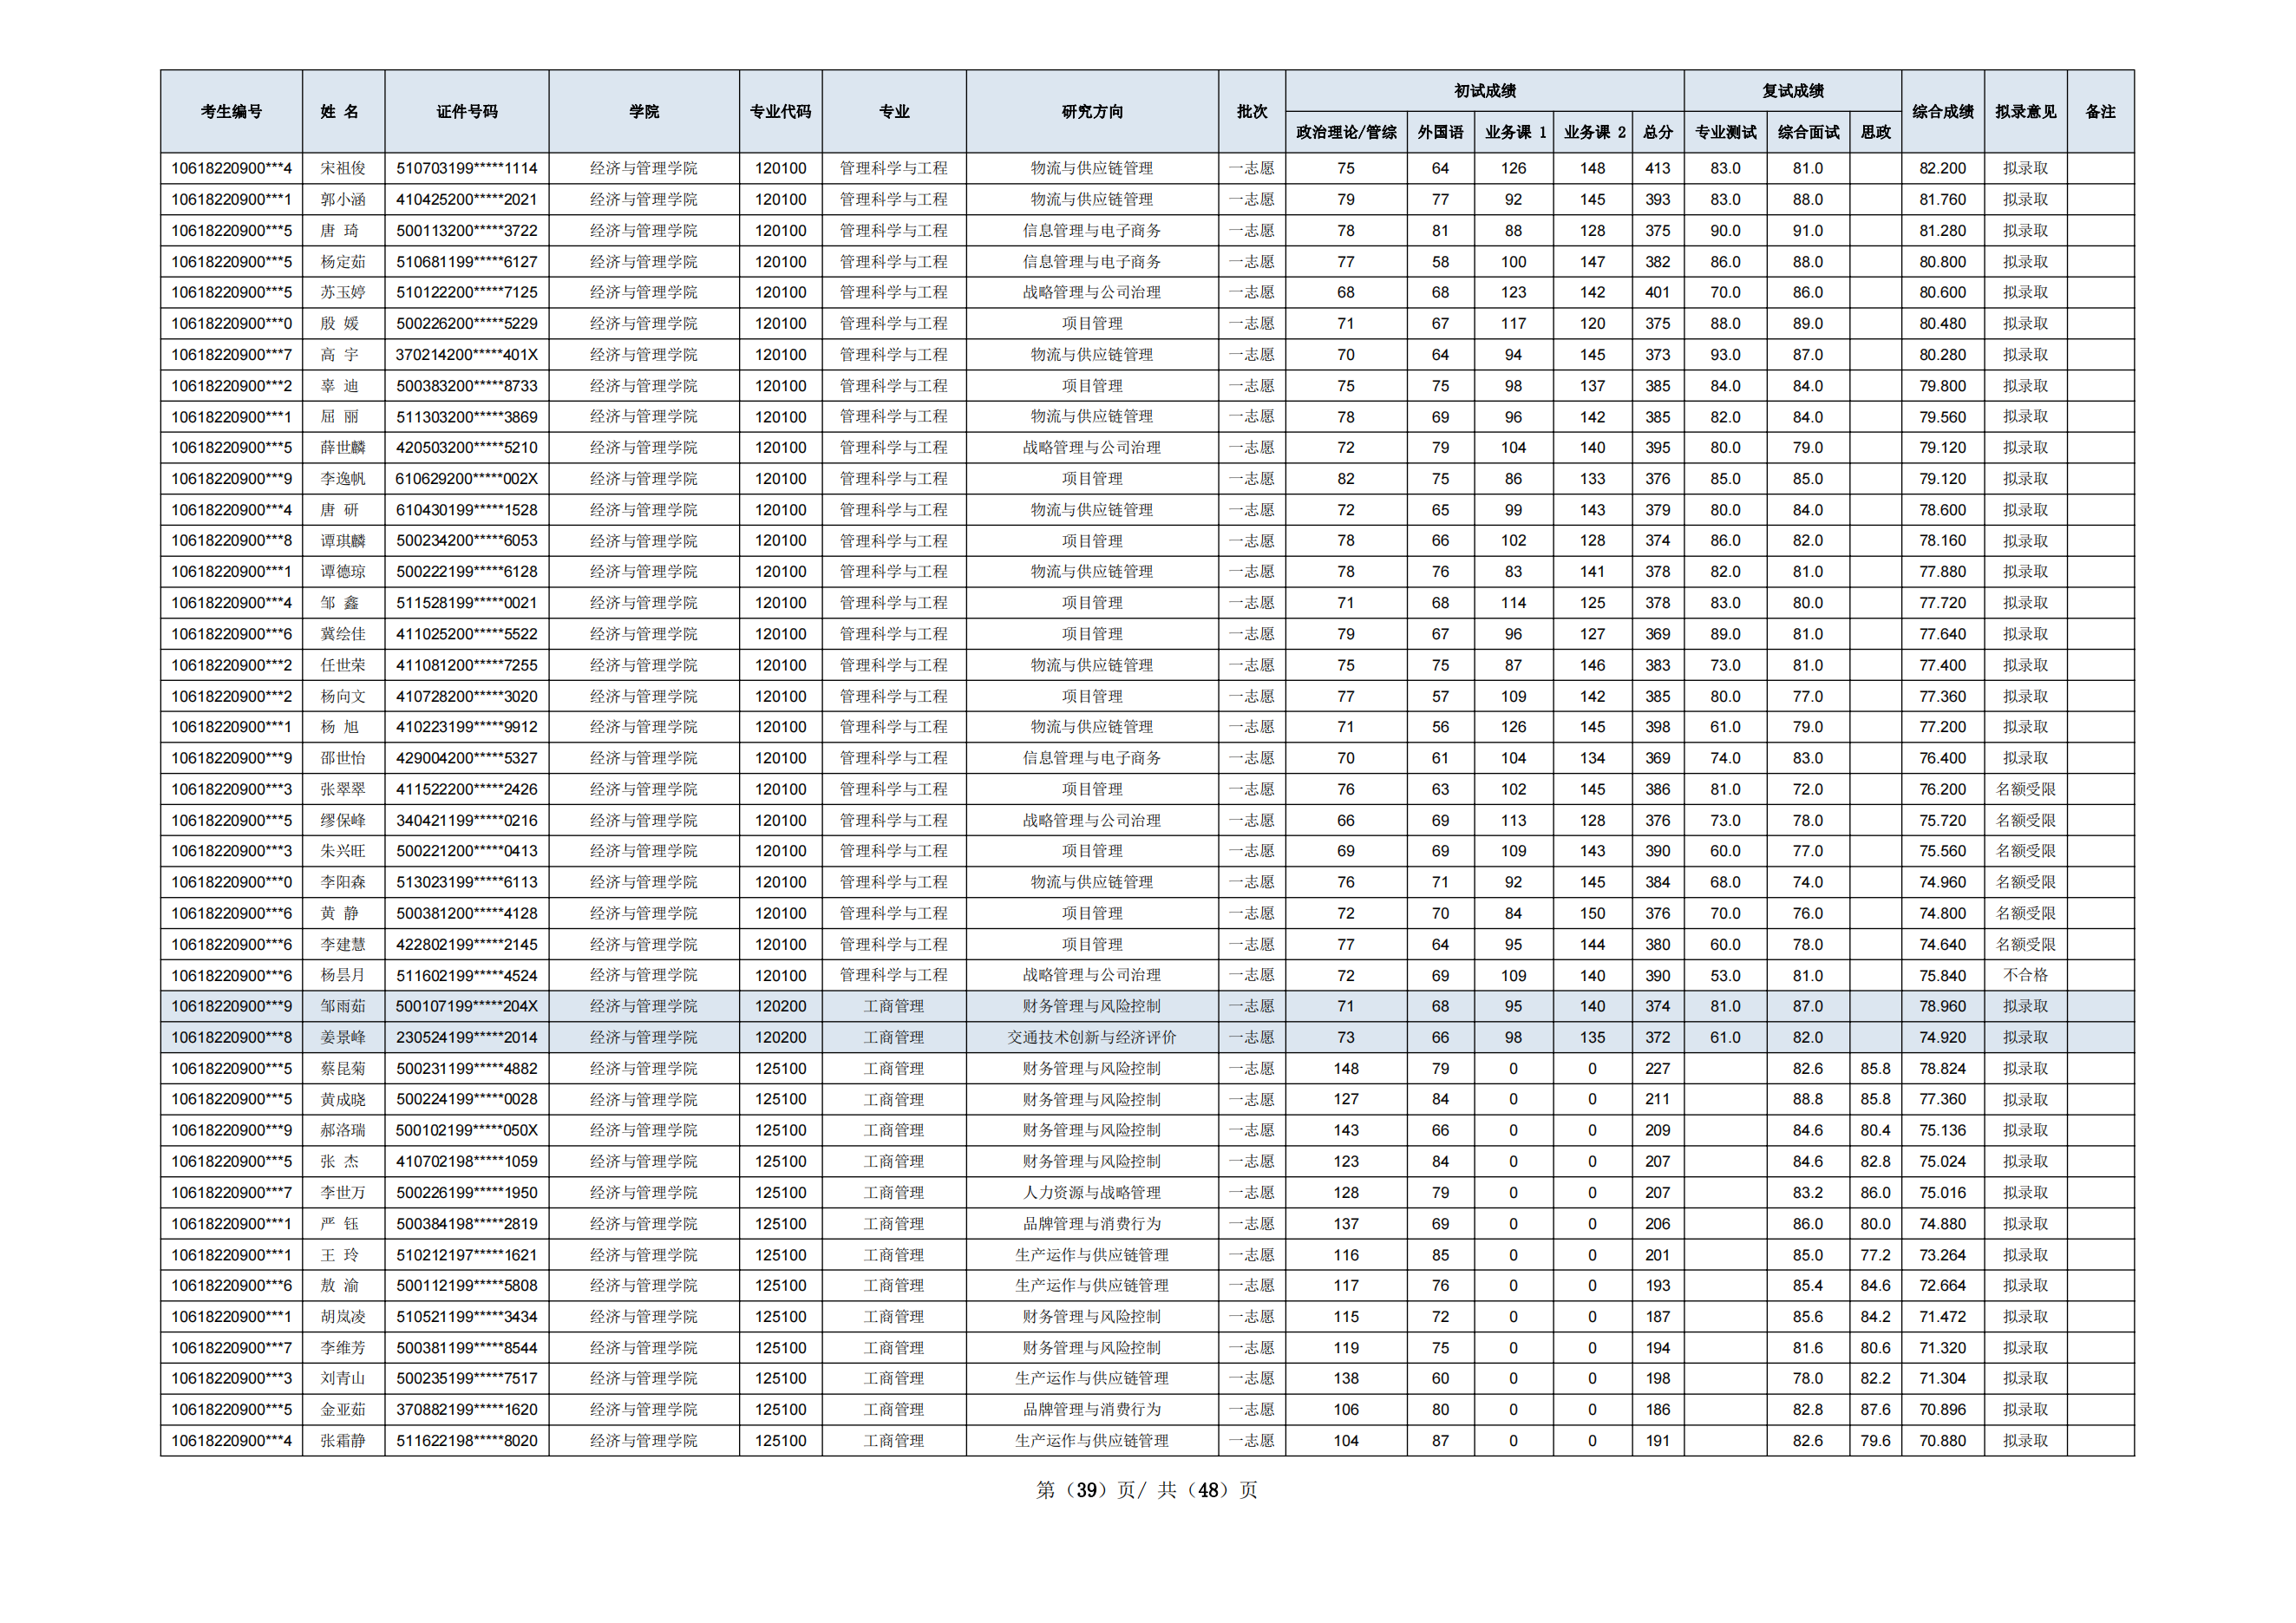 考生编号 姓 名 证件号码 学院 专业代码 专业 研究方向 批次 初试成绩 复试成绩 综合成绩 拟录意见 备注
政治理论/管综 外国语 业务课 1 业务课 2 总分 专业测试 综合面试 思政
10618220900***4 宋祖俊 510703199*****1114 经济与管理学院 120100 管理科学与工程 物流与供应链管理 一志愿 75 64 126 148 413 83.0 81.0 82.200 拟录取
10618220900***1 郭小涵 410425200*****2021 经济与管理学院 120100 管理科学与工程 物流与供应链管理 一志愿 79 77 92 145 393 83.0 88.0 81.760 拟录取
10618220900***5 唐 琦 500113200*****3722 经济与管理学院 120100 管理科学与工程 信息管理与电子商务 一志愿 78 81 88 128 375 90.0 91.0 81.280 拟录取
10618220900***5 杨定茹 510681199*****6127 经济与管理学院 120100 管理科学与工程 信息管理与电子商务 一志愿 77 58 100 147 382 86.0 88.0 80.800 拟录取
10618220900***5 苏玉婷 510122200*****7125 经济与管理学院 120100 管理科学与工程 战略管理与公司治理 一志愿 68 68 123 142 401 70.0 86.0 80.600 拟录取
10618220900***0 殷 媛 500226200*****5229 经济与管理学院 120100 管理科学与工程 项目管理 一志愿 71 67 117 120 375 88.0 89.0 80.480 拟录取
10618220900***7 高 宇 370214200*****401X 经济与管理学院 120100 管理科学与工程 物流与供应链管理 一志愿 70 64 94 145 373 93.0 87.0 80.280 拟录取
10618220900***2 辜 迪 500383200*****8733 经济与管理学院 120100 管理科学与工程 项目管理 一志愿 75 75 98 137 385 84.0 84.0 79.800 拟录取
10618220900***1 屈 丽 511303200*****3869 经济与管理学院 120100 管理科学与工程 物流与供应链管理 一志愿 78 69 96 142 385 82.0 84.0 79.560 拟录取
10618220900***5 薛世麟 420503200*****5210 经济与管理学院 120100 管理科学与工程 战略管理与公司治理 一志愿 72 79 104 140 395 80.0 79.0 79.120 拟录取
10618220900***9 李逸帆 610629200*****002X 经济与管理学院 120100 管理科学与工程 项目管理 一志愿 82 75 86 133 376 85.0 85.0 79.120 拟录取
10618220900***4 唐 研 610430199*****1528 经济与管理学院 120100 管理科学与工程 物流与供应链管理 一志愿 72 65 99 143 379 80.0 84.0 78.600 拟录取
10618220900***8 谭琪麟 500234200*****6053 经济与管理学院 120100 管理科学与工程 项目管理 一志愿 78 66 102 128 374 86.0 82.0 78.160 拟录取
10618220900***1 谭德琼 500222199*****6128 经济与管理学院 120100 管理科学与工程 物流与供应链管理 一志愿 78 76 83 141 378 82.0 81.0 77.880 拟录取
10618220900***4 邹 鑫 511528199*****0021 经济与管理学院 120100 管理科学与工程 项目管理 一志愿 71 68 114 125 378 83.0 80.0 77.720 拟录取
10618220900***6 冀绘佳 411025200*****5522 经济与管理学院 120100 管理科学与工程 项目管理 一志愿 79 67 96 127 369 89.0 81.0 77.640 拟录取
10618220900***2 任世荣 411081200*****7255 经济与管理学院 120100 管理科学与工程 物流与供应链管理 一志愿 75 75 87 146 383 73.0 81.0 77.400 拟录取
10618220900***2 杨向文 410728200*****3020 经济与管理学院 120100 管理科学与工程 项目管理 一志愿 77 57 109 142 385 80.0 77.0 77.360 拟录取
10618220900***1 杨 旭 410223199*****9912 经济与管理学院 120100 管理科学与工程 物流与供应链管理 一志愿 71 56 126 145 398 61.0 79.0 77.200 拟录取
10618220900***9 邵世怡 429004200*****5327 经济与管理学院 120100 管理科学与工程 信息管理与电子商务 一志愿 70 61 104 134 369 74.0 83.0 76.400 拟录取
10618220900***3 张翠翠 411522200*****2426 经济与管理学院 120100 管理科学与工程 项目管理 一志愿 76 63 102 145 386 81.0 72.0 76.200 名额受限
10618220900***5 缪保峰 340421199*****0216 经济与管理学院 120100 管理科学与工程 战略管理与公司治理 一志愿 66 69 113 128 376 73.0 78.0 75.720 名额受限
10618220900***3 朱兴旺 500221200*****0413 经济与管理学院 120100 管理科学与工程 项目管理 一志愿 69 69 109 143 390 60.0 77.0 75.560 名额受限
10618220900***0 李阳森 513023199*****6113 经济与管理学院 120100 管理科学与工程 物流与供应链管理 一志愿 76 71 92 145 384 68.0 74.0 74.960 名额受限
10618220900***6 黄 静 500381200*****4128 经济与管理学院 120100 管理科学与工程 项目管理 一志愿 72 70 84 150 376 70.0 76.0 74.800 名额受限
10618220900***6 李建慧 422802199*****2145 经济与管理学院 120100 管理科学与工程 项目管理 一志愿 77 64 95 144 380 60.0 78.0 74.640 名额受限
10618220900***6 杨昙月 511602199*****4524 经济与管理学院 120100 管理科学与工程 战略管理与公司治理 一志愿 72 69 109 140 390 53.0 81.0 75.840 不合格
10618220900***9 邹雨茹 500107199*****204X 经济与管理学院 120200 工商管理 财务管理与风险控制 一志愿 71 68 95 140 374 81.0 87.0 78.960 拟录取
10618220900***8 姜景峰 230524199*****2014 经济与管理学院 120200 工商管理 交通技术创新与经济评价 一志愿 73 66 98 135 372 61.0 82.0 74.920 拟录取
10618220900***5 蔡昆菊 500231199*****4882 经济与管理学院 125100 工商管理 财务管理与风险控制 一志愿 148 79 0 0 227 82.6 85.8 78.824 拟录取
10618220900***5 黄成晓 500224199*****0028 经济与管理学院 125100 工商管理 财务管理与风险控制 一志愿 127 84 0 0 211 88.8 85.8 77.360 拟录取
10618220900***9 郝洛瑞 500102199*****050X 经济与管理学院 125100 工商管理 财务管理与风险控制 一志愿 143 66 0 0 209 84.6 80.4 75.136 拟录取
10618220900***5 张 杰 410702198*****1059 经济与管理学院 125100 工商管理 财务管理与风险控制 一志愿 123 84 0 0 207 84.6 82.8 75.024 拟录取
10618220900***7 李世万 500226199*****1950 经济与管理学院 125100 工商管理 人力资源与战略管理 一志愿 128 79 0 0 207 83.2 86.0 75.016 拟录取
10618220900***1 严 钰 500384198*****2819 经济与管理学院 125100 工商管理 品牌管理与消费行为 一志愿 137 69 0 0 206 86.0 80.0 74.880 拟录取
10618220900***1 王 玲 510212197*****1621 经济与管理学院 125100 工商管理 生产运作与供应链管理 一志愿 116 85 0 0 201 85.0 77.2 73.264 拟录取
10618220900***6 敖 渝 500112199*****5808 经济与管理学院 125100 工商管理 生产运作与供应链管理 一志愿 117 76 0 0 193 85.4 84.6 72.664 拟录取
10618220900***1 胡岚凌 510521199*****3434 经济与管理学院 125100 工商管理 财务管理与风险控制 一志愿 115 72 0 0 187 85.6 84.2 71.472 拟录取
10618220900***7 李维芳 500381199*****8544 经济与管理学院 125100 工商管理 财务管理与风险控制 一志愿 119 75 0 0 194 81.6 80.6 71.320 拟录取
10618220900***3 刘青山 500235199*****7517 经济与管理学院 125100 工商管理 生产运作与供应链管理 一志愿 138 60 0 0 198 78.0 82.2 71.304 拟录取
10618220900***5 金亚茹 370882199*****1620 经济与管理学院 125100 工商管理 品牌管理与消费行为 一志愿 106 80 0 0 186 82.8 87.6 70.896 拟录取
10618220900***4 张霜静 511622198*****8020 经济与管理学院 125100 工商管理 生产运作与供应链管理 一志愿 104 87 0 0 191 82.6 79.6 70.880 拟录取
第（39）页/ 共（48）页